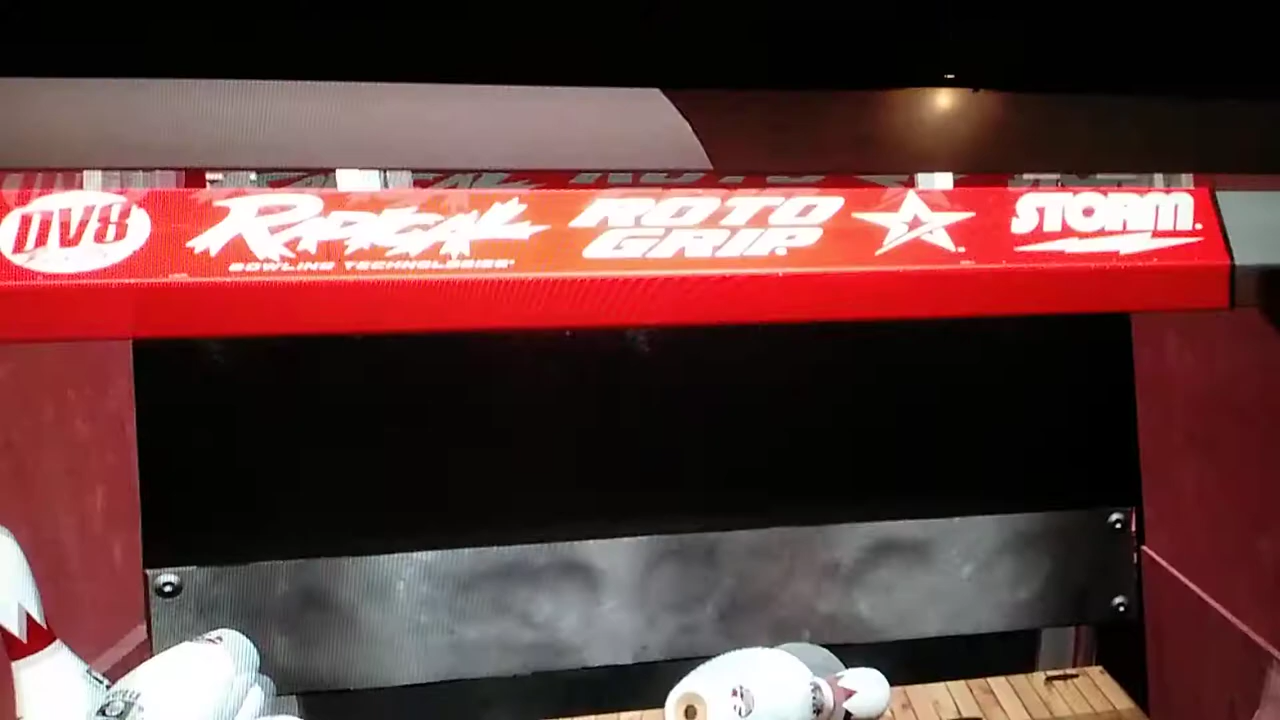 DV8
RADICAL
BOWLING TECHNOLOGIES
ROTO
GRIP
STORM